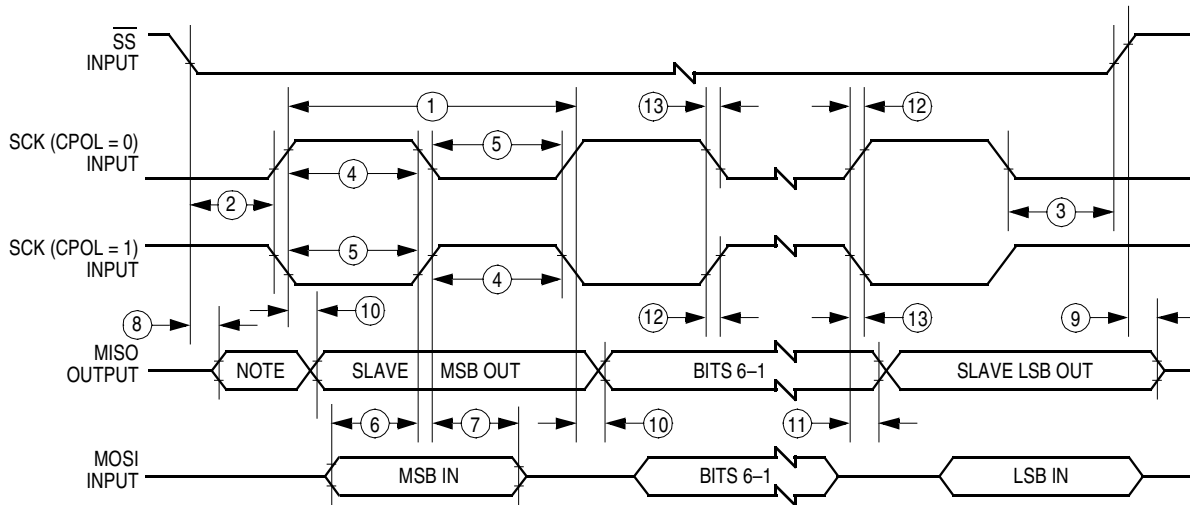 SS
INPUT
1
13
12
SCK (CPOL = 0)
INPUT
5
4
2
3
SCK (CPOL = 1)
INPUT
5
4
8
10
12
13
9
MISO
OUTPUT
NOTE
SLAVE MSB OUT
BITS 6–1
SLAVE LSB OUT
6
7
10
11
MOSI
INPUT
MSB IN
BITS 6–1
LSB IN